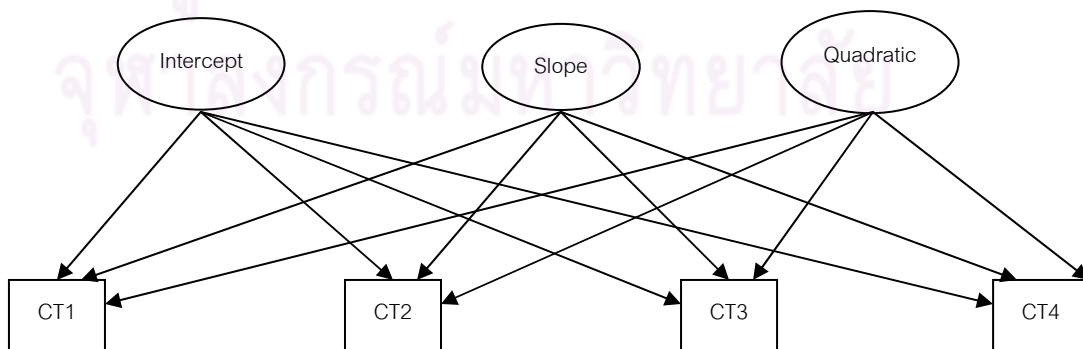 Intercept
Slope
Quadratic
จุฬาลงกรณ์มหาวิทยาลัย
CT1
CT2
CT3
CT4